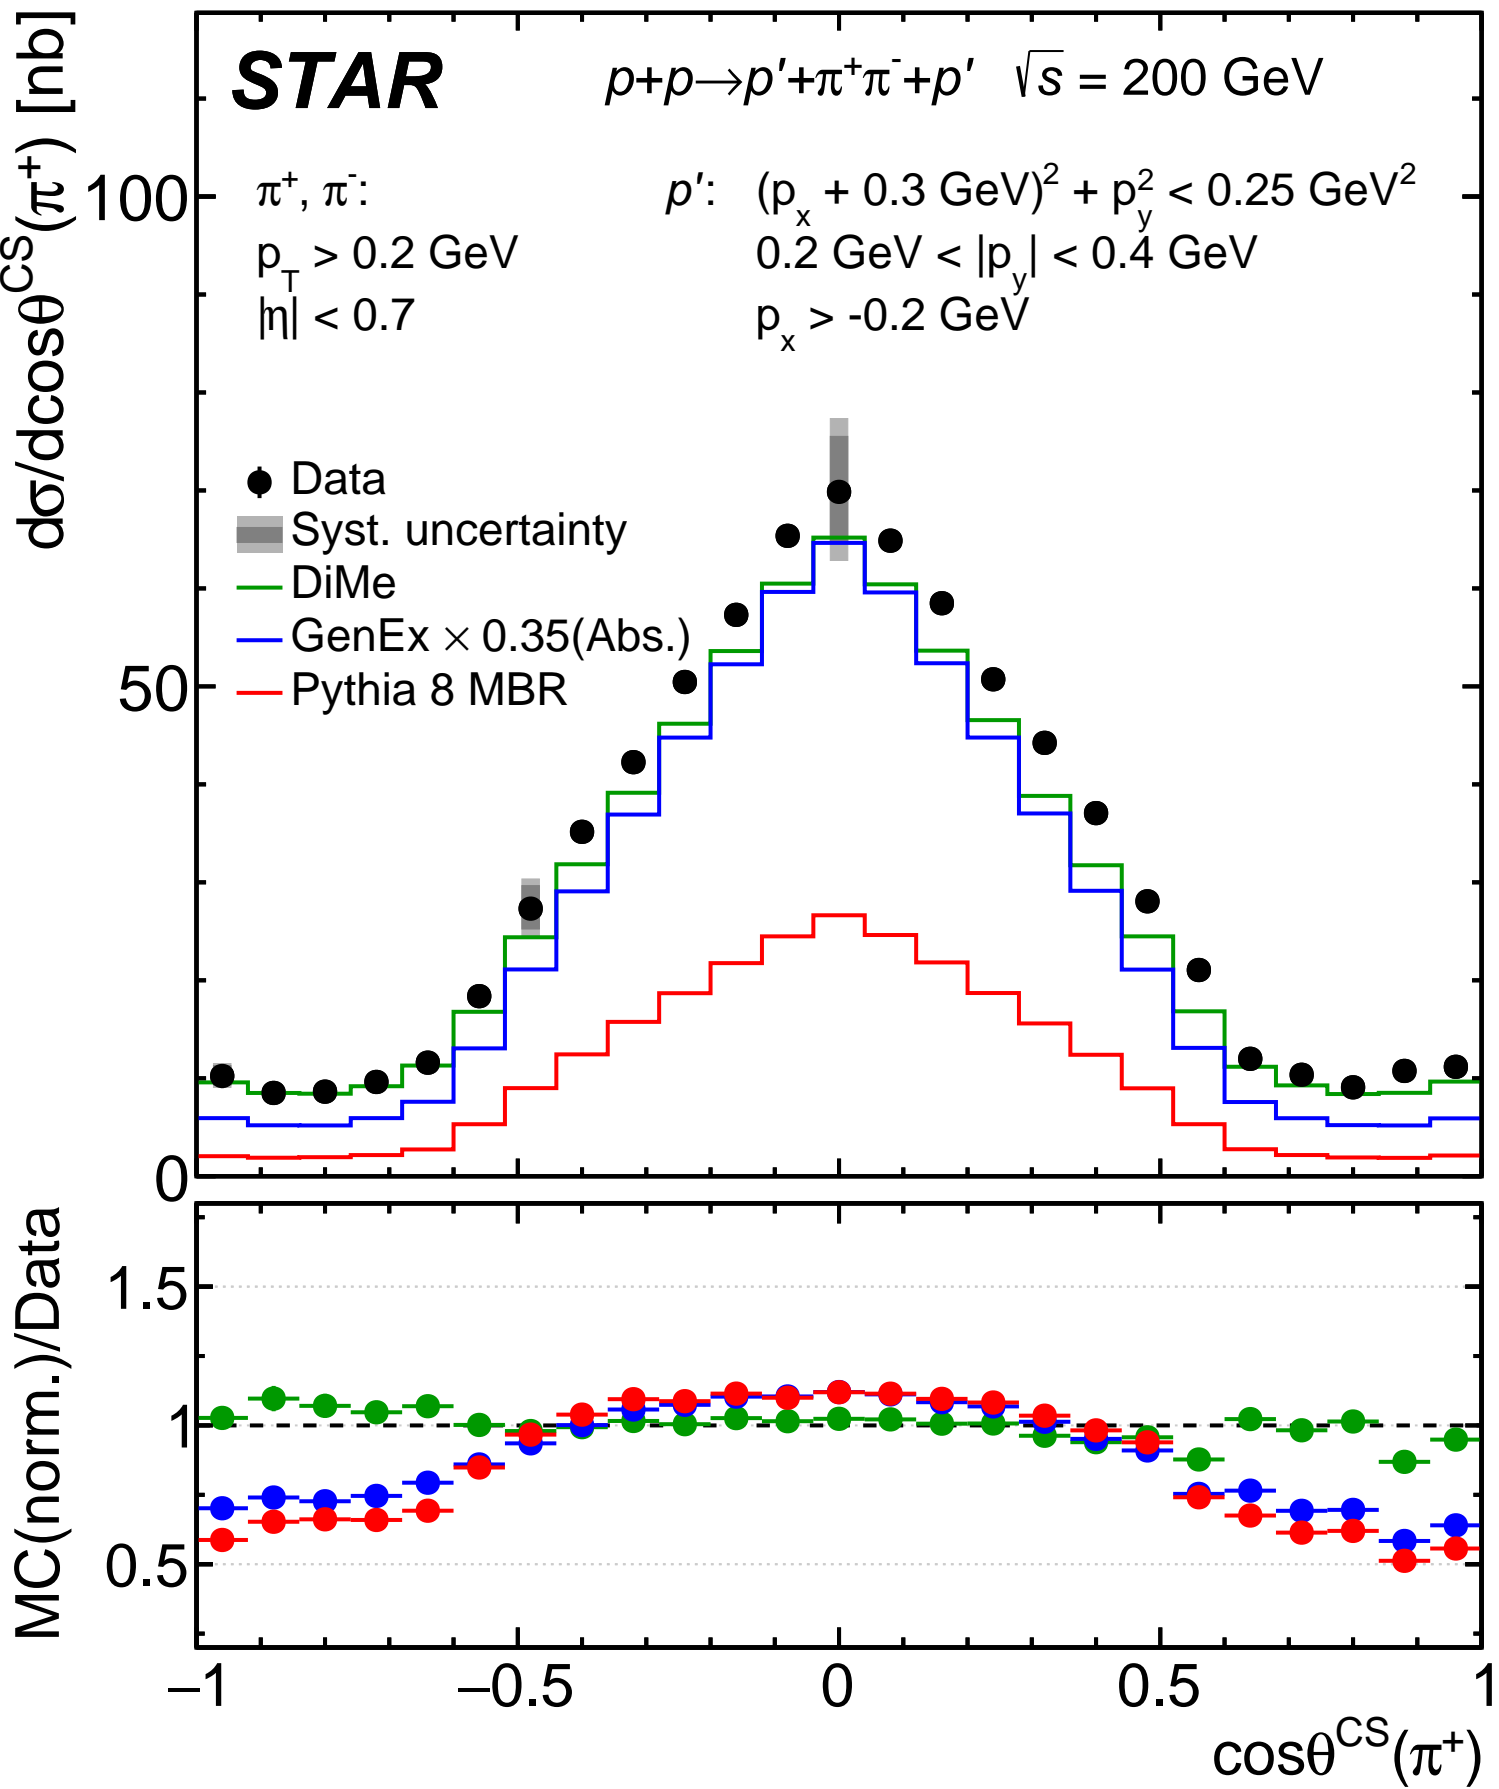 STAR p+p→p′+π⁺π⁻+p′ √s = 200 GeV
π⁺, π⁻: p′: (pₓ + 0.3 GeV)² + p_y² < 0.25 GeV²
p_T > 0.2 GeV 0.2 GeV < |p_y| < 0.4 GeV
|η| < 0.7 pₓ > -0.2 GeV
dσ/dcosθ^CS(π⁺) [nb]
100
50
0
Data
Syst. uncertainty
DiMe
GenEx × 0.35(Abs.)
Pythia 8 MBR
MC(norm.)/Data
1.5
1
0.5
−1 −0.5 0 0.5 1
cosθ^CS(π⁺)